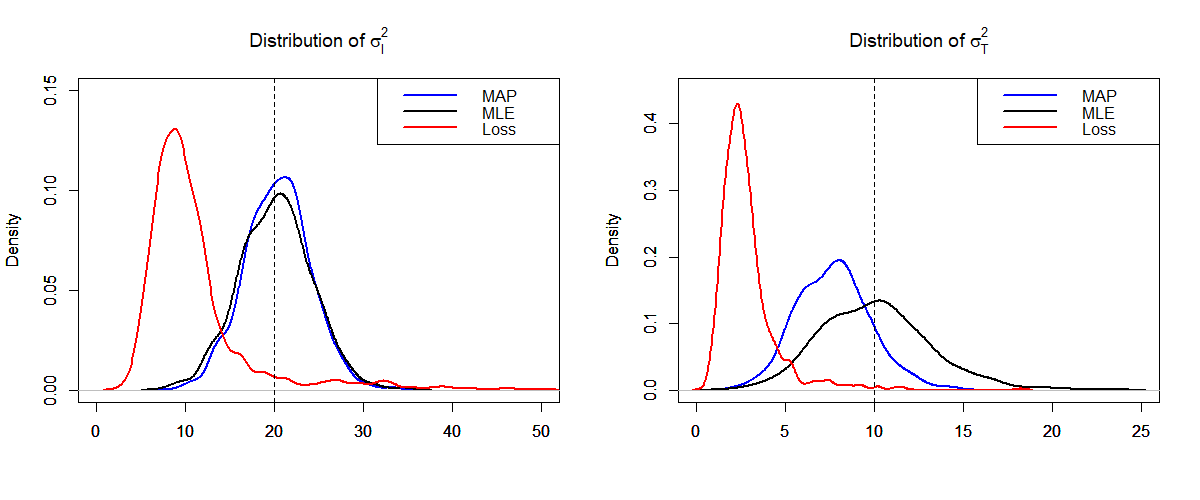 Distribution of σ_I^2
MAP
MLE
Loss
Density
0.00
0.05
0.10
0.15
0
10
20
30
40
50
Distribution of σ_T^2
MAP
MLE
Loss
Density
0.0
0.1
0.2
0.3
0.4
0
5
10
15
20
25